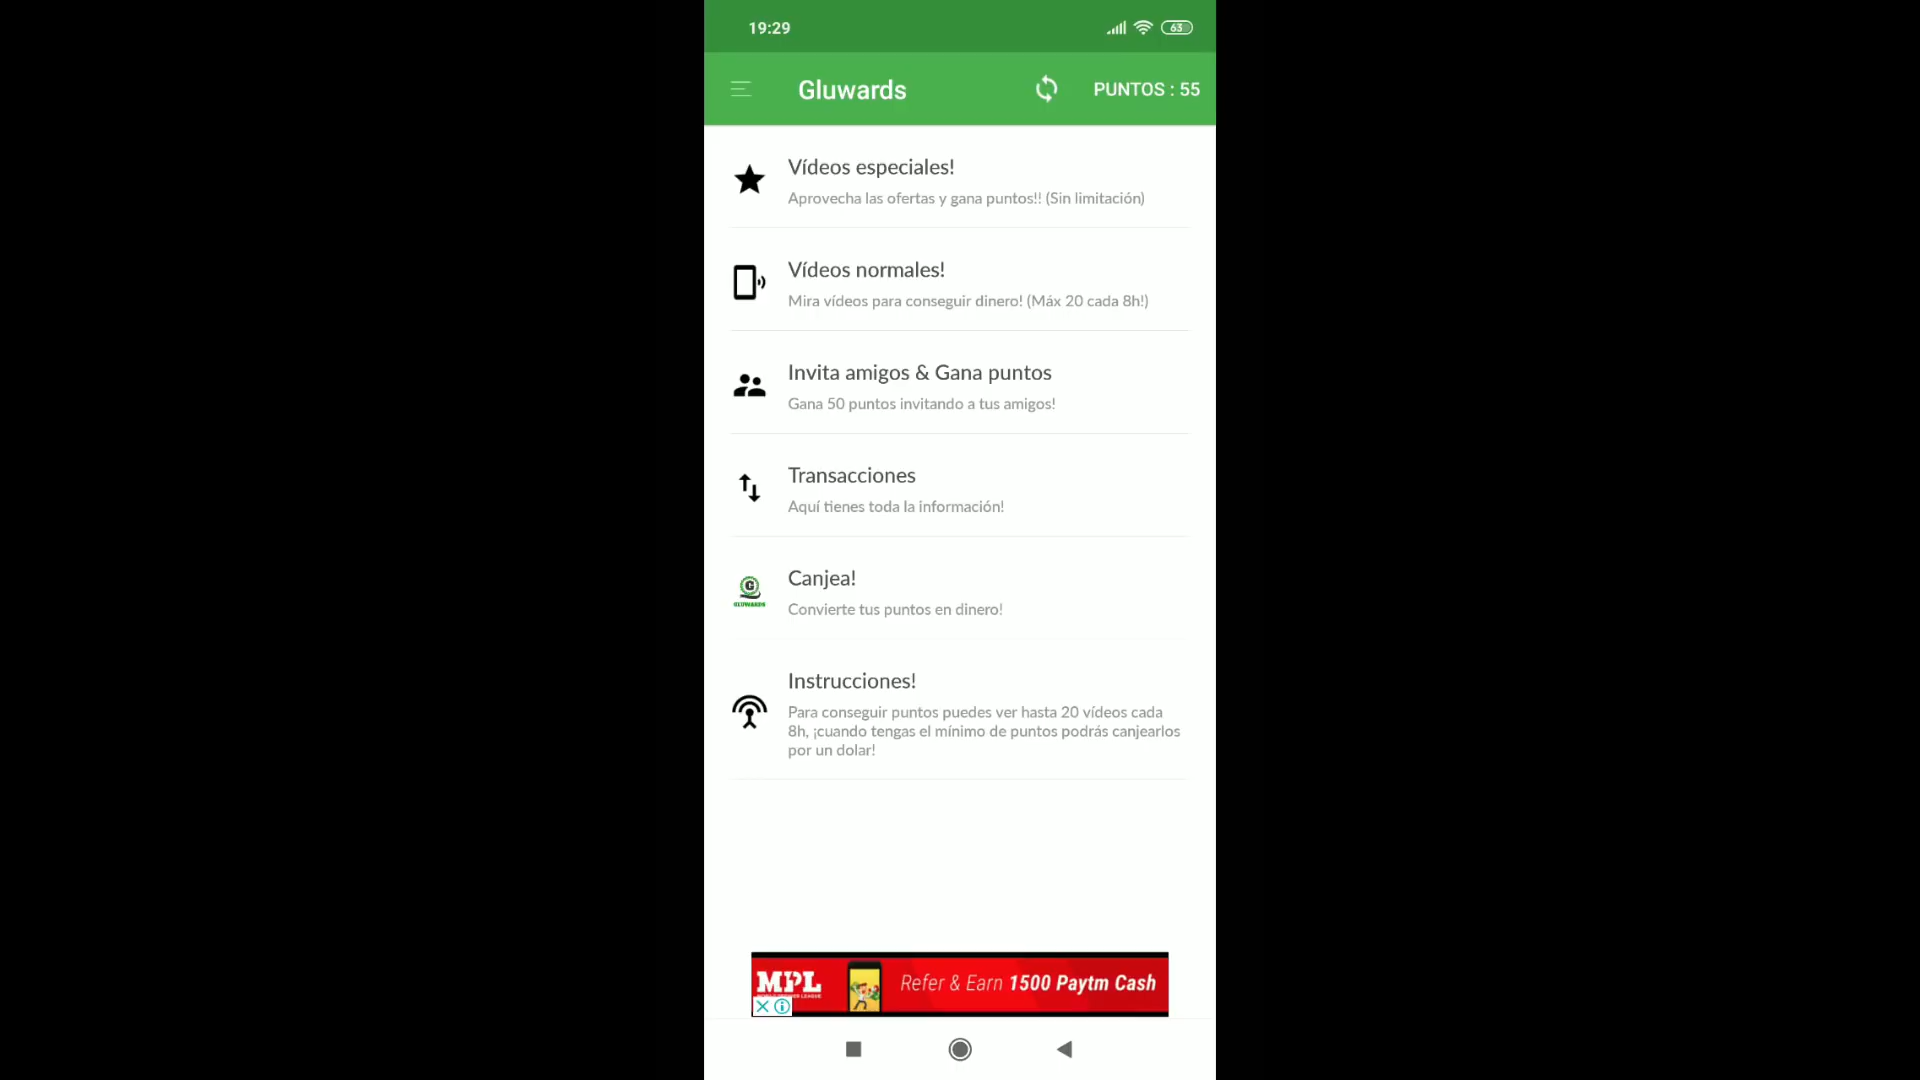 19:29
63
Gluwards
PUNTOS : 55
Vídeos especiales!
Aprovecha las ofertas y gana puntos!! (Sin limitación)
Vídeos normales!
Mira vídeos para conseguir dinero! (Máx 20 cada 8h!)
Invita amigos & Gana puntos
Gana 50 puntos invitando a tus amigos!
Transacciones
Aquí tienes toda la información!
Canjea!
Convierte tus puntos en dinero!
GLUWARDS
Instrucciones!
Para conseguir puntos puedes ver hasta 20 vídeos cada
8h, ¡cuando tengas el mínimo de puntos podrás canjearlos
por un dolar!
MPL
Refer & Earn 1500 Paytm Cash